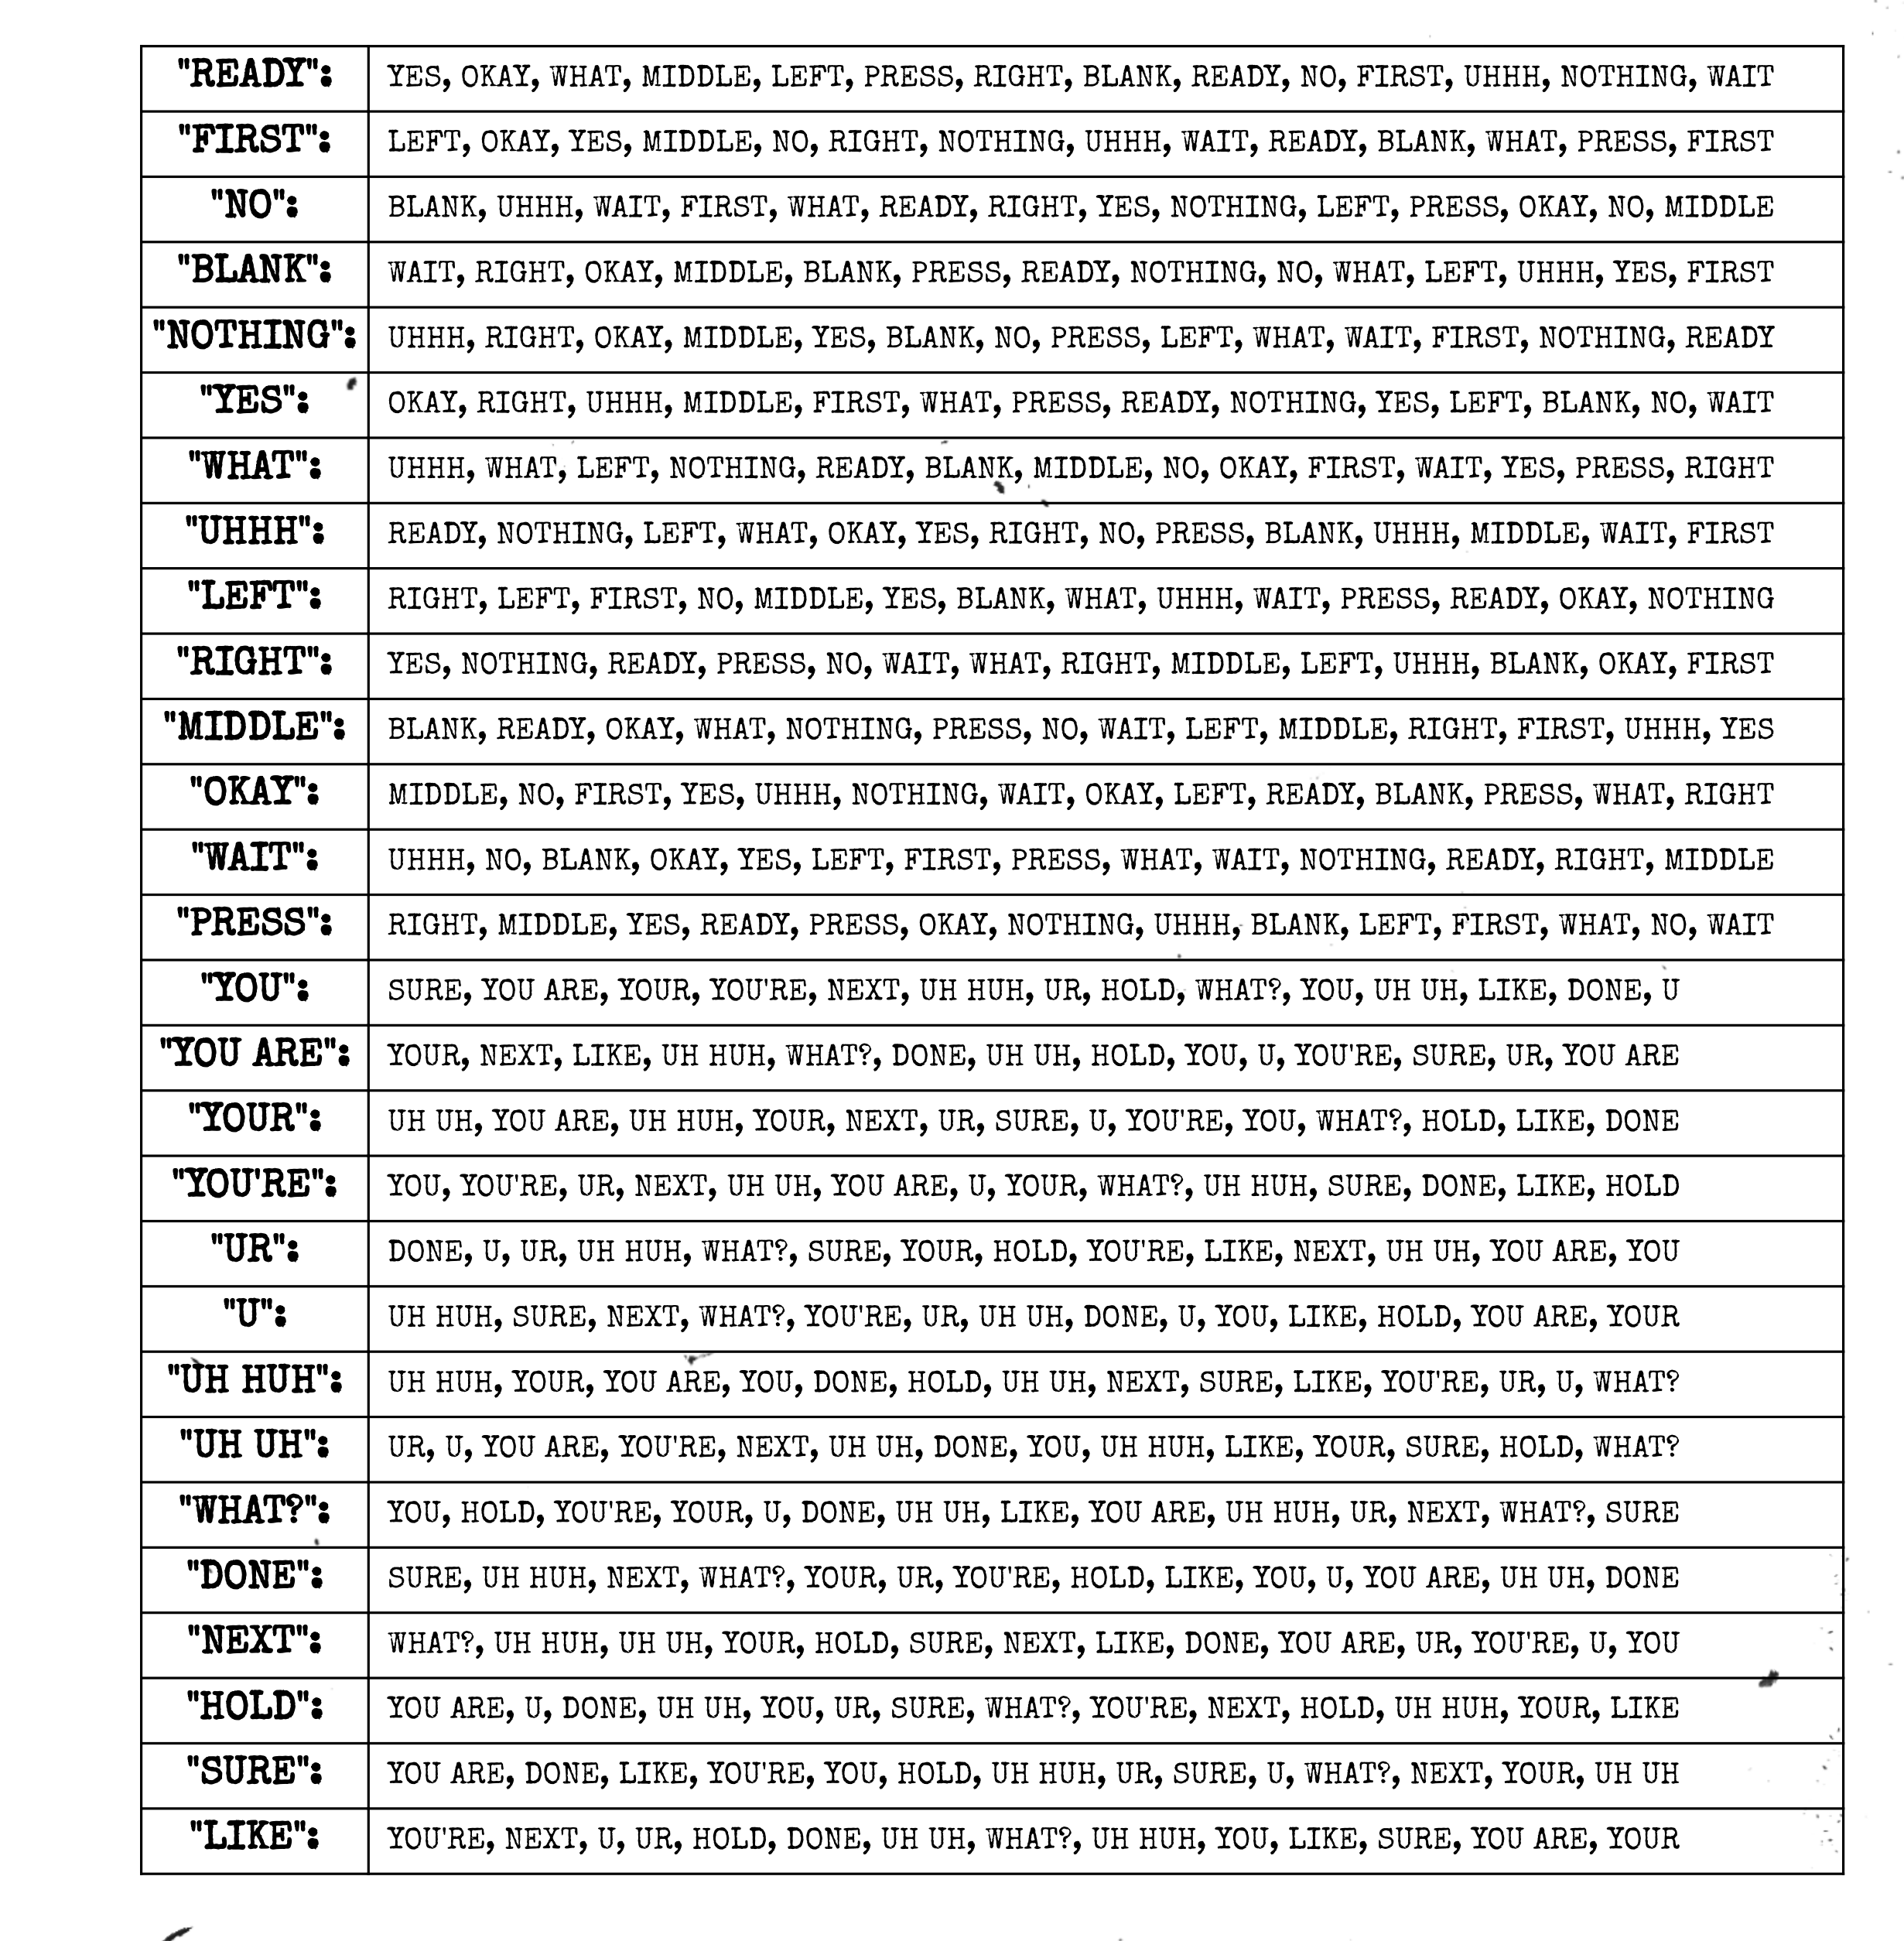 "READY": YES, OKAY, WHAT, MIDDLE, LEFT, PRESS, RIGHT, BLANK, READY, NO, FIRST, UHHH, NOTHING, WAIT
"FIRST": LEFT, OKAY, YES, MIDDLE, NO, RIGHT, NOTHING, UHHH, WAIT, READY, BLANK, WHAT, PRESS, FIRST
"NO": BLANK, UHHH, WAIT, FIRST, WHAT, READY, RIGHT, YES, NOTHING, LEFT, PRESS, OKAY, NO, MIDDLE
"BLANK": WAIT, RIGHT, OKAY, MIDDLE, BLANK, PRESS, READY, NOTHING, NO, WHAT, LEFT, UHHH, YES, FIRST
"NOTHING": UHHH, RIGHT, OKAY, MIDDLE, YES, BLANK, NO, PRESS, LEFT, WHAT, WAIT, FIRST, NOTHING, READY
"YES": OKAY, RIGHT, UHHH, MIDDLE, FIRST, WHAT, PRESS, READY, NOTHING, YES, LEFT, BLANK, NO, WAIT
"WHAT": UHHH, WHAT, LEFT, NOTHING, READY, BLANK, MIDDLE, NO, OKAY, FIRST, WAIT, YES, PRESS, RIGHT
"UHHH": READY, NOTHING, LEFT, WHAT, OKAY, YES, RIGHT, NO, PRESS, BLANK, UHHH, MIDDLE, WAIT, FIRST
"LEFT": RIGHT, LEFT, FIRST, NO, MIDDLE, YES, BLANK, WHAT, UHHH, WAIT, PRESS, READY, OKAY, NOTHING
"RIGHT": YES, NOTHING, READY, PRESS, NO, WAIT, WHAT, RIGHT, MIDDLE, LEFT, UHHH, BLANK, OKAY, FIRST
"MIDDLE": BLANK, READY, OKAY, WHAT, NOTHING, PRESS, NO, WAIT, LEFT, MIDDLE, RIGHT, FIRST, UHHH, YES
"OKAY": MIDDLE, NO, FIRST, YES, UHHH, NOTHING, WAIT, OKAY, LEFT, READY, BLANK, PRESS, WHAT, RIGHT
"WAIT": UHHH, NO, BLANK, OKAY, YES, LEFT, FIRST, PRESS, WHAT, WAIT, NOTHING, READY, RIGHT, MIDDLE
"PRESS": RIGHT, MIDDLE, YES, READY, PRESS, OKAY, NOTHING, UHHH, BLANK, LEFT, FIRST, WHAT, NO, WAIT
"YOU": SURE, YOU ARE, YOUR, YOU'RE, NEXT, UH HUH, UR, HOLD, WHAT?, YOU, UH UH, LIKE, DONE, U
"YOU ARE": YOUR, NEXT, LIKE, UH HUH, WHAT?, DONE, UH UH, HOLD, YOU, U, YOU'RE, SURE, UR, YOU ARE
"YOUR": UH UH, YOU ARE, UH HUH, YOUR, NEXT, UR, SURE, U, YOU'RE, YOU, WHAT?, HOLD, LIKE, DONE
"YOU'RE": YOU, YOU'RE, UR, NEXT, UH UH, YOU ARE, U, YOUR, WHAT?, UH HUH, SURE, DONE, LIKE, HOLD
"UR": DONE, U, UR, UH HUH, WHAT?, SURE, YOUR, HOLD, YOU'RE, LIKE, NEXT, UH UH, YOU ARE, YOU
"U": UH HUH, SURE, NEXT, WHAT?, YOU'RE, UR, UH UH, DONE, U, YOU, LIKE, HOLD, YOU ARE, YOUR
"UH HUH": UH HUH, YOUR, YOU ARE, YOU, DONE, HOLD, UH UH, NEXT, SURE, LIKE, YOU'RE, UR, U, WHAT?
"UH UH": UR, U, YOU ARE, YOU'RE, NEXT, UH UH, DONE, YOU, UH HUH, LIKE, YOUR, SURE, HOLD, WHAT?
"WHAT?": YOU, HOLD, YOU'RE, YOUR, U, DONE, UH UH, LIKE, YOU ARE, UH HUH, UR, NEXT, WHAT?, SURE
"DONE": SURE, UH HUH, NEXT, WHAT?, YOUR, UR, YOU'RE, HOLD, LIKE, YOU, U, YOU ARE, UH UH, DONE
"NEXT": WHAT?, UH HUH, UH UH, YOUR, HOLD, SURE, NEXT, LIKE, DONE, YOU ARE, UR, YOU'RE, U, YOU
"HOLD": YOU ARE, U, DONE, UH UH, YOU, UR, SURE, WHAT?, YOU'RE, NEXT, HOLD, UH HUH, YOUR, LIKE
"SURE": YOU ARE, DONE, LIKE, YOU'RE, YOU, HOLD, UH HUH, UR, SURE, U, WHAT?, NEXT, YOUR, UH UH
"LIKE": YOU'RE, NEXT, U, UR, HOLD, DONE, UH UH, WHAT?, UH HUH, YOU, LIKE, SURE, YOU ARE, YOUR